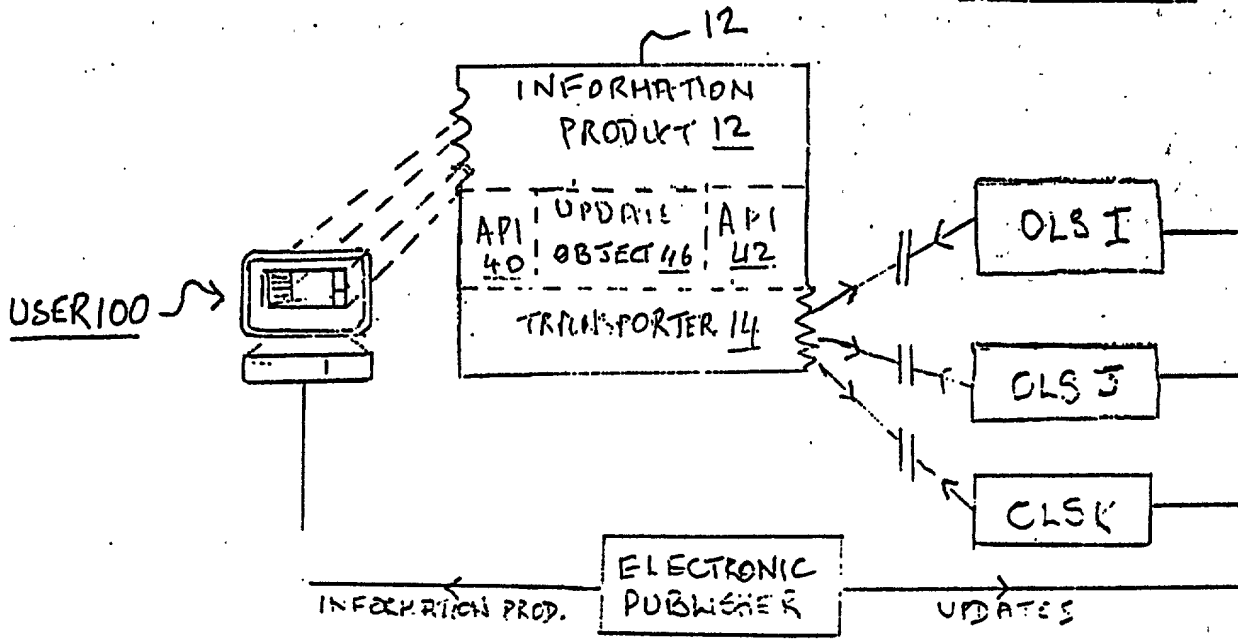 12
INFORMATION
PRODUCT 12
API
40
UPDATE
OBJECT 46
API
42
TRANSPORTER 14
USER 100
OLS I
OLS J
OLS K
ELECTRONIC
PUBLISHER
INFORMATION PROD.
UPDATES